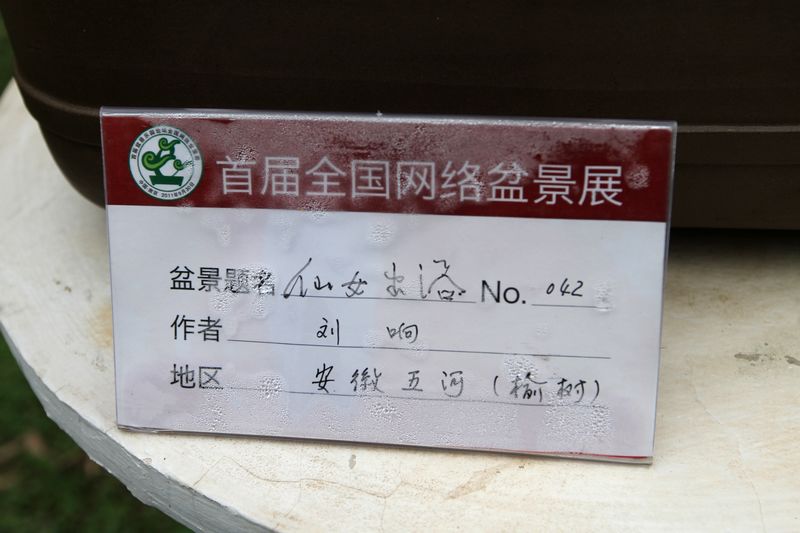 首届全国网络盆景展
盆景题名 仙女出浴 No. 042
作者 刘响
地区 安徽五河（榆树）